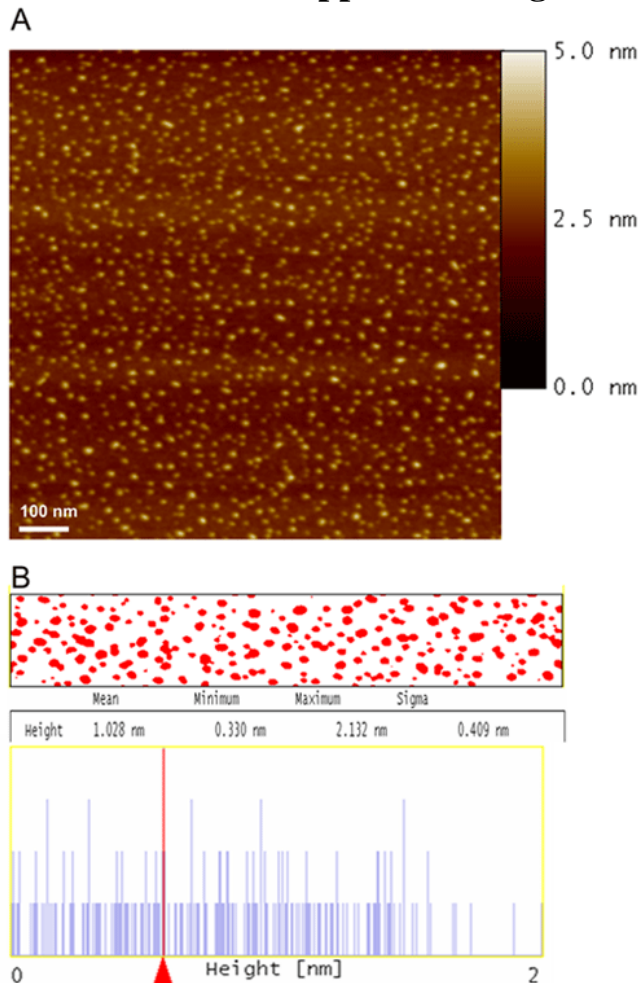 A
5.0 nm
2.5 nm
0.0 nm
100 nm
B
Mean Minimum Maximum Sigma
Height 1.028 nm 0.330 nm 2.132 nm 0.409 nm
0 Height [nm] 2